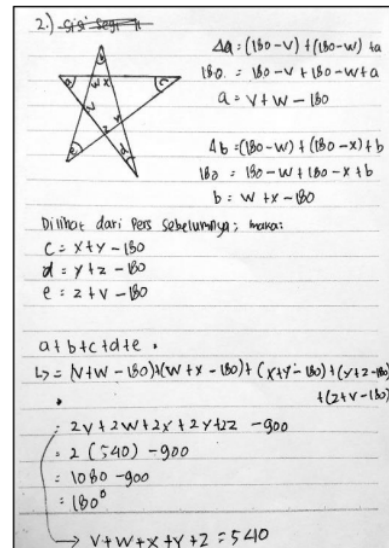 2.) sisi segi
Δa = (180-v) + (180-w) + a
180. = 180-v + 180-w + a
a = v + w - 180
b
a
w x
c
v
y
z
e
d
Δb = (180-w) + (180-x) + b
180 = 180-w + 180-x + b
b = w + x - 180
Dilihat dari Pers sebelumnya; maka:
c = x + y - 180
d = y + z - 180
e = z + v - 180
a + b + c + d + e .
↳ = (v+w-180) + (w+x-180) + (x+y-180) + (y+z-180)
+ (z+v-180)
= 2v + 2w + 2x + 2y + 2z - 900
= 2 (540) - 900
= 1080 - 900
= 180°
→ v + w + x + y + z = 540